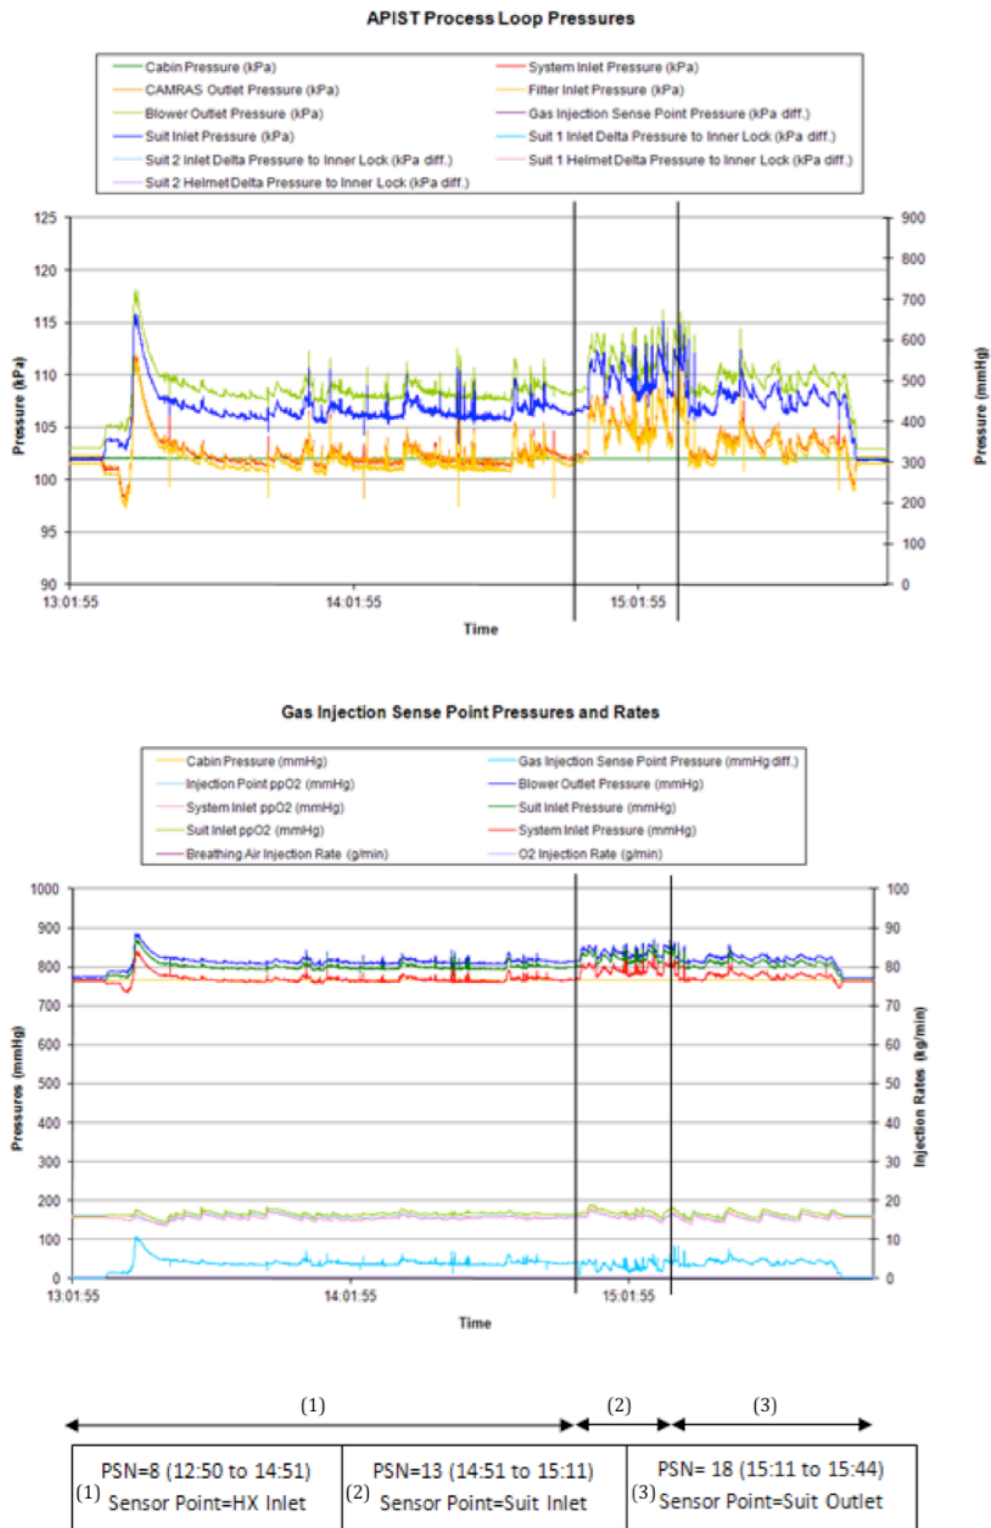 APIST Process Loop Pressures
Cabin Pressure (kPa)
System Inlet Pressure (kPa)
CAMRAS Outlet Pressure (kPa)
Filter Inlet Pressure (kPa)
Blower Outlet Pressure (kPa)
Gas Injection Sense Point Pressure (kPa diff.)
Suit Inlet Pressure (kPa)
Suit 1 Inlet Delta Pressure to Inner Lock (kPa diff.)
Suit 2 Inlet Delta Pressure to Inner Lock (kPa diff.)
Suit 1 Helmet Delta Pressure to Inner Lock (kPa diff.)
Suit 2 Helmet Delta Pressure to Inner Lock (kPa diff.)
125
120
115
110
105
100
95
90
Pressure (kPa)
900
800
700
600
500
400
300
200
100
0
Pressure (mmHg)
13:01:55
14:01:55
15:01:55
Time
Gas Injection Sense Point Pressures and Rates
Cabin Pressure (mmHg)
Gas Injection Sense Point Pressure (mmHg diff.)
Injection Point ppO2 (mmHg)
Blower Outlet Pressure (mmHg)
System Inlet ppO2 (mmHg)
Suit Inlet Pressure (mmHg)
Suit Inlet ppO2 (mmHg)
System Inlet Pressure (mmHg)
Breathing Air Injection Rate (g/min)
O2 Injection Rate (g/min)
1000
900
800
700
600
500
400
300
200
100
0
Pressures (mmHg)
100
90
80
70
60
50
40
30
20
10
0
Injection Rates (kg/min)
13:01:55
14:01:55
15:01:55
Time
(1)
(2)
(3)
(1) PSN=8 (12:50 to 14:51)
Sensor Point=HX Inlet
(2) PSN=13 (14:51 to 15:11)
Sensor Point=Suit Inlet
(3) PSN= 18 (15:11 to 15:44)
Sensor Point=Suit Outlet